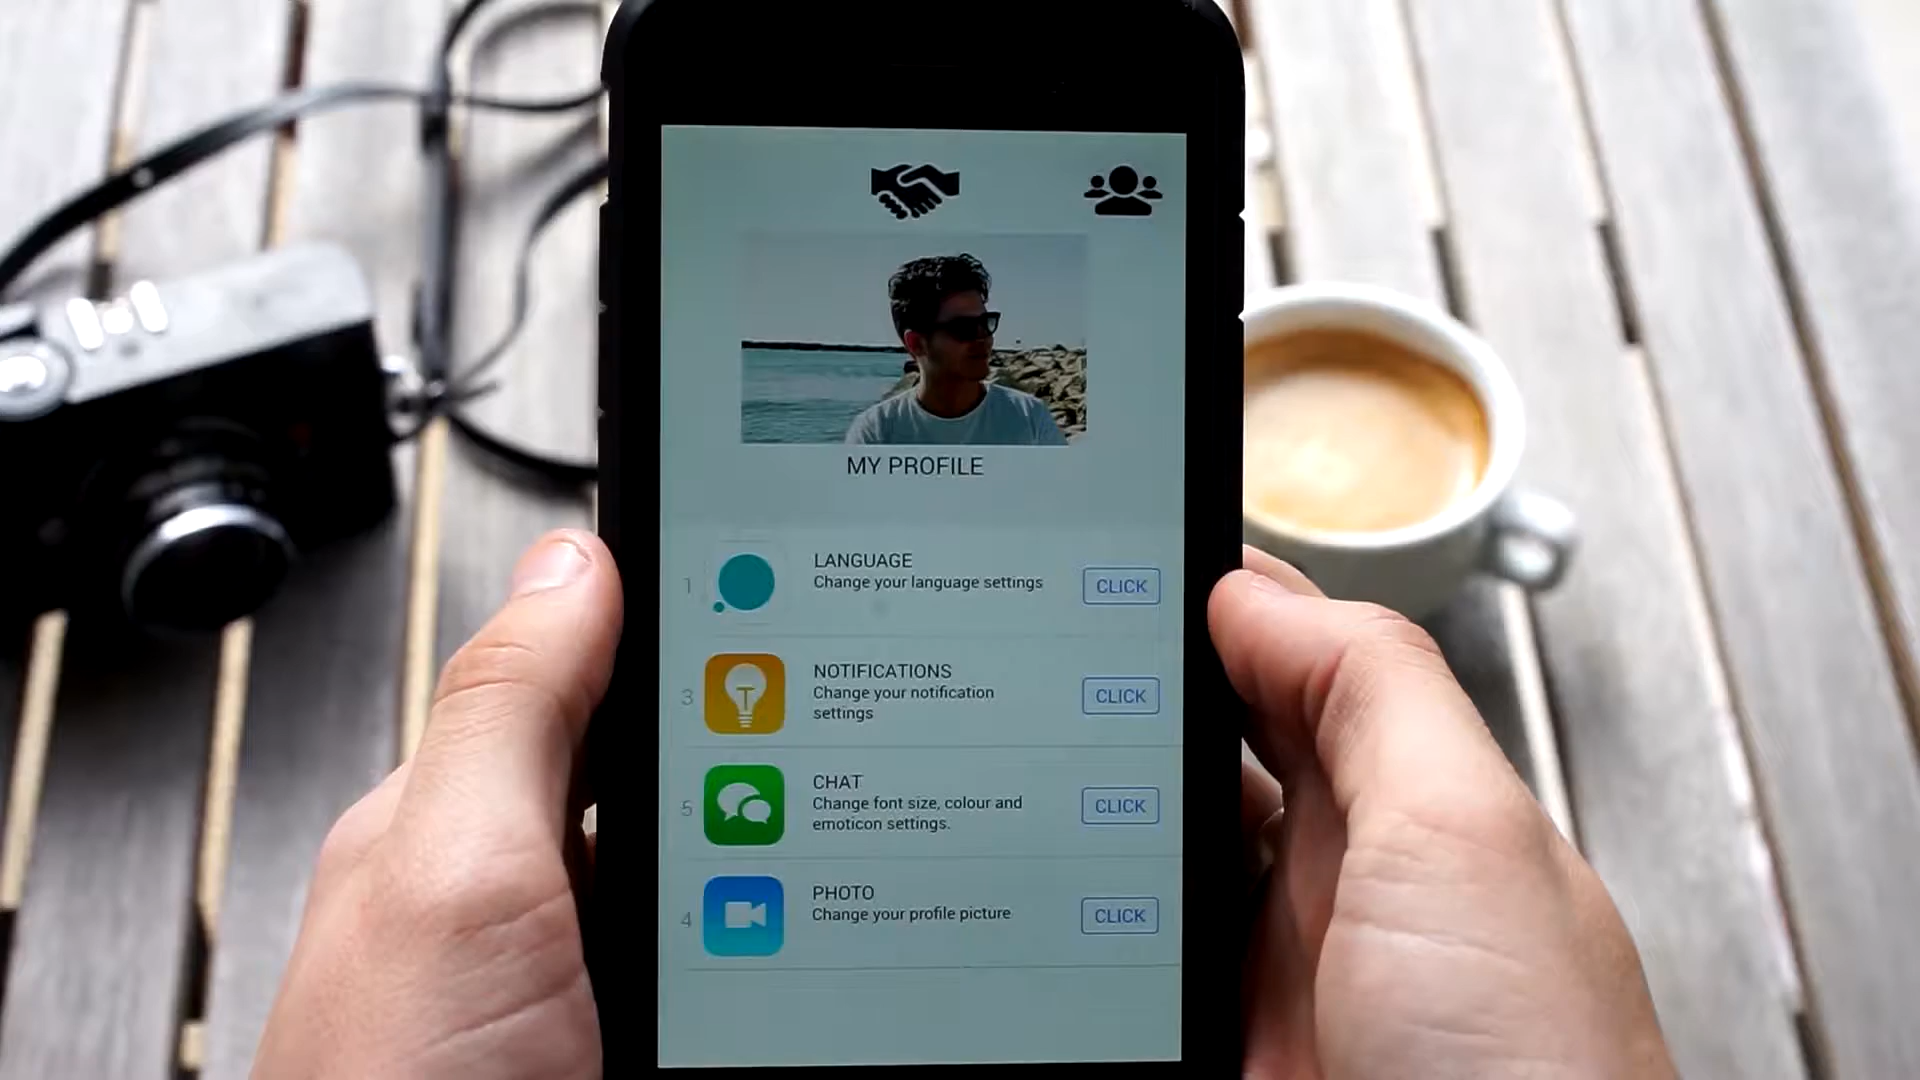 MY PROFILE
1
LANGUAGE
Change your language settings
CLICK
3
NOTIFICATIONS
Change your notification
settings
CLICK
5
CHAT
Change font size, colour and
emoticon settings.
CLICK
4
PHOTO
Change your profile picture
CLICK